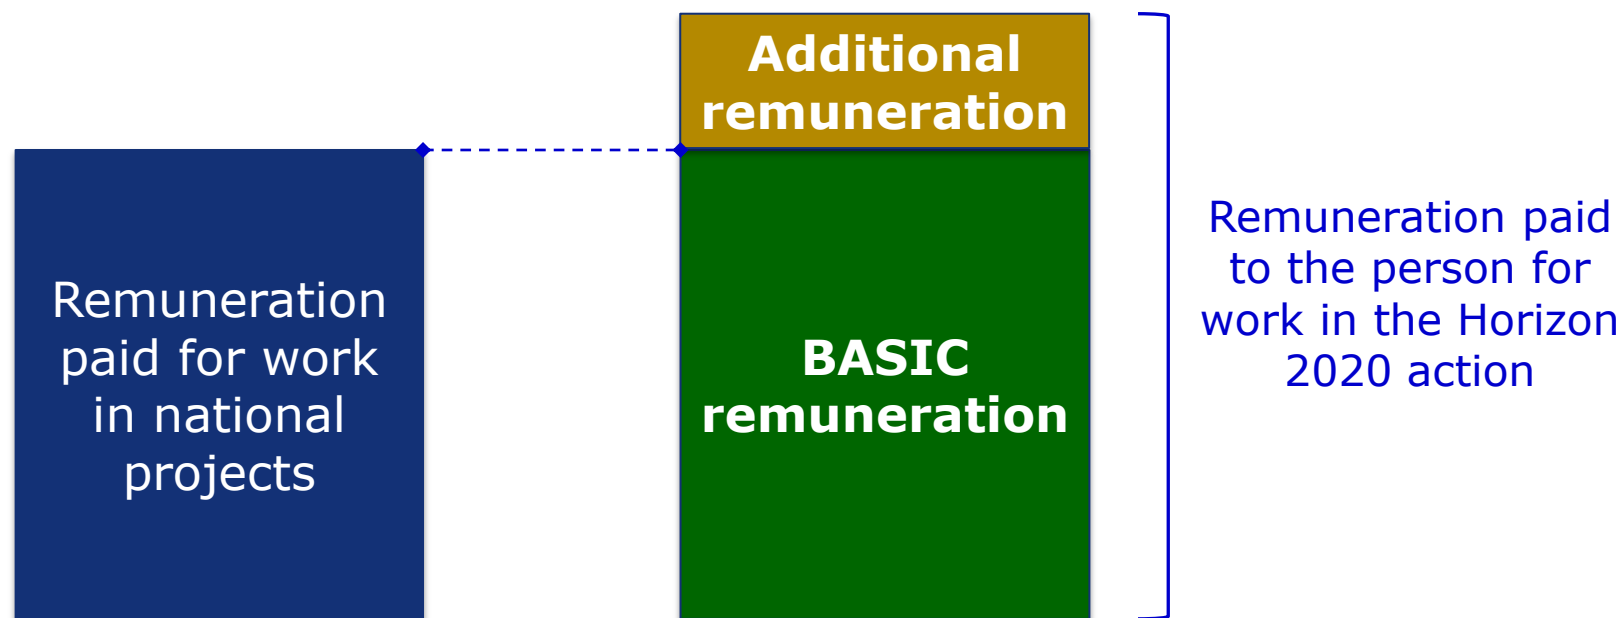 Additional
remuneration
Remuneration
paid for work
in national
projects
BASIC
remuneration
Remuneration paid
to the person for
work in the Horizon
2020 action